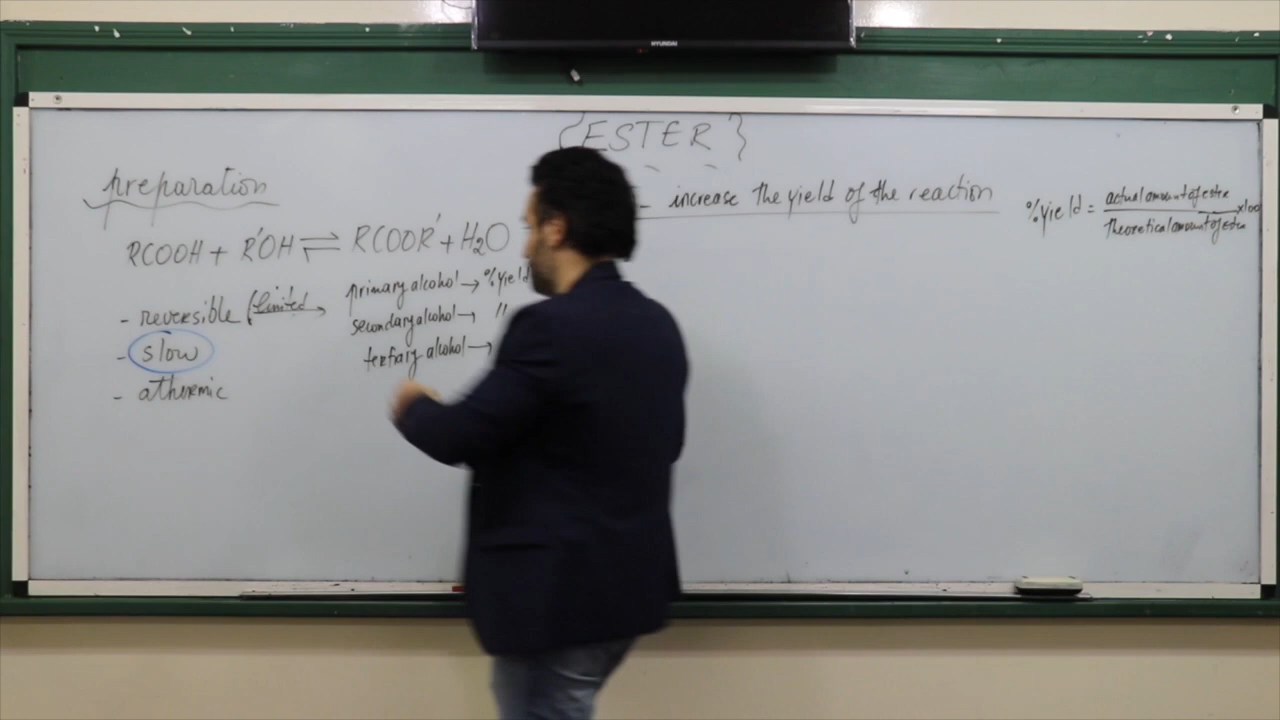 HYUNDAI
{ESTER}
preparation
RCOOH + R'OH ⇌ RCOOR' + H₂O
- reversible (limited →
- slow
- athermic
primary alcohol → % yield
secondary alcohol → //
tertiary alcohol →
- increase the yield of the reaction
% yield = actual amount of ester / theoretical amount of ester x100